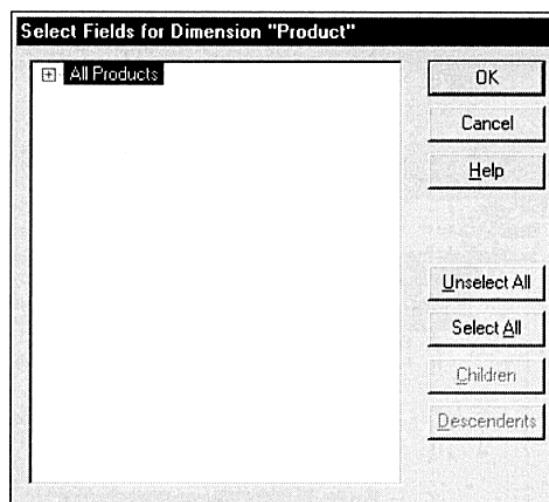 Select Fields for Dimension "Product"
All Products
OK
Cancel
Help
Unselect All
Select All
Children
Descendents